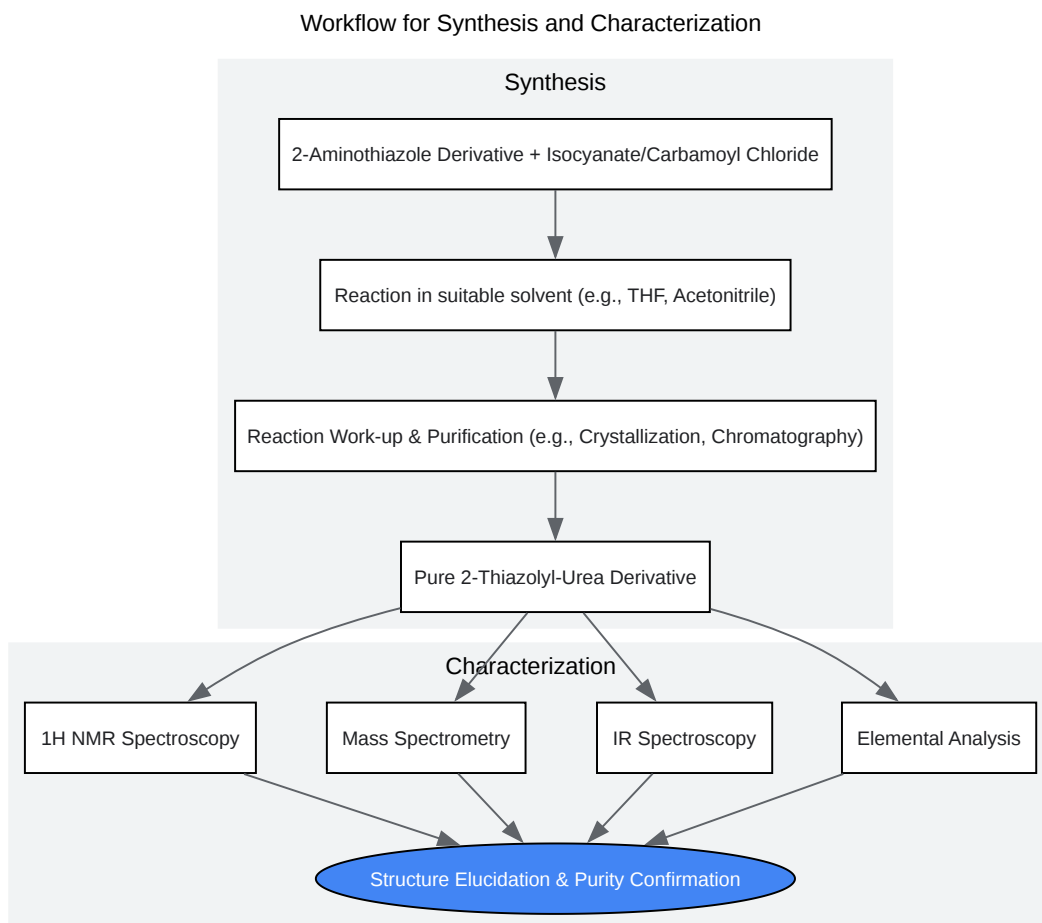 Workflow for Synthesis and Characterization
Synthesis
2-Aminothiazole Derivative + Isocyanate/Carbamoyl Chloride
Reaction in suitable solvent (e.g., THF, Acetonitrile)
Reaction Work-up & Purification (e.g., Crystallization, Chromatography)
Pure 2-Thiazolyl-Urea Derivative
Characterization
1H NMR Spectroscopy
Mass Spectrometry
IR Spectroscopy
Elemental Analysis
Structure Elucidation & Purity Confirmation